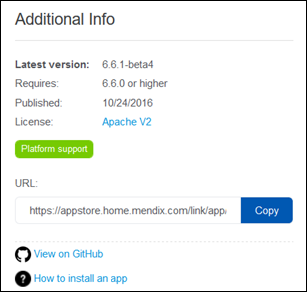 Additional Info
Latest version: 6.6.1-beta4
Requires: 6.6.0 or higher
Published: 10/24/2016
License: Apache V2
Platform support
URL:
https://appstore.home.mendix.com/link/app/ Copy
View on GitHub
? How to install an app